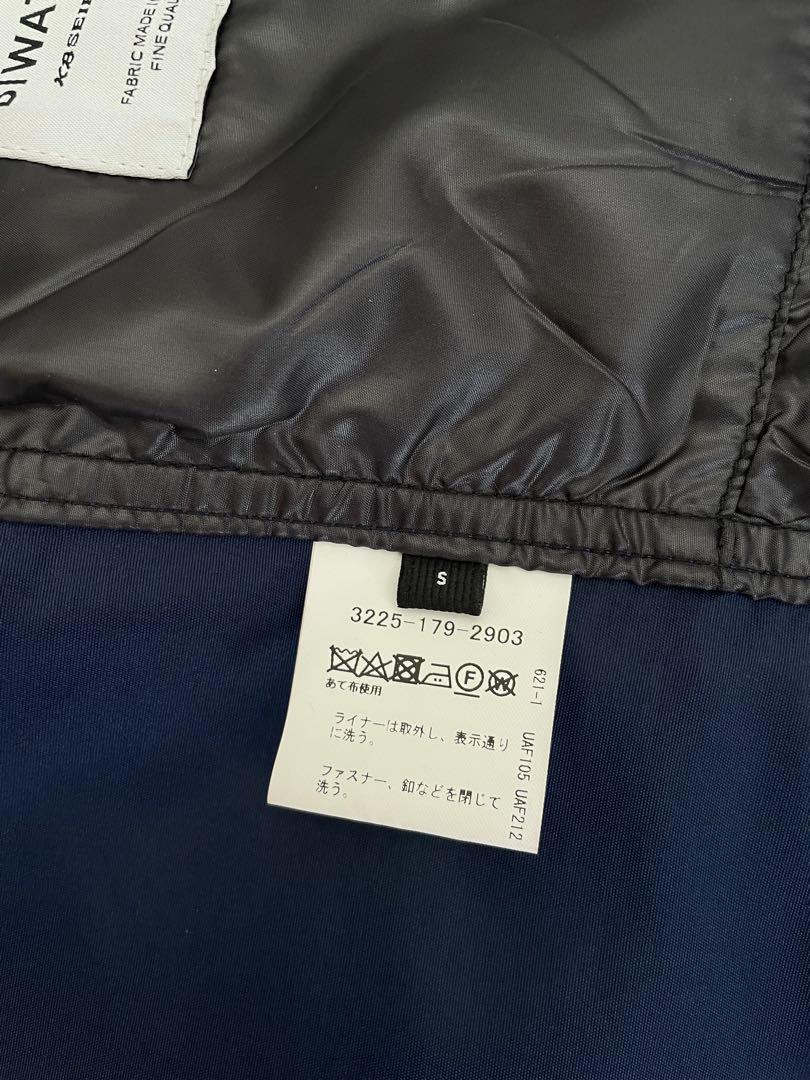 FABRIC MADE
FINE QUAL
S
3225-179-2903
F
W
あて布使用
ライナーは取外し、表示通り
に洗う。
ファスナー、釦などを閉じて
洗う。
621-1 UAF105 UAF212